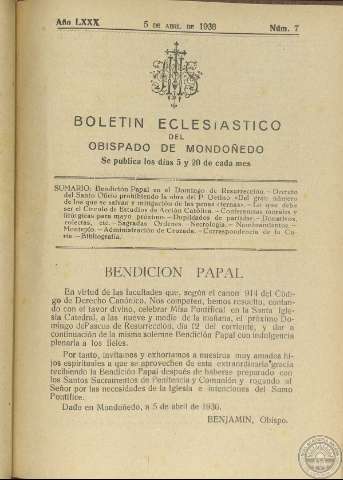 Año LXXX
5 DE ABRIL DE 1936
Núm. 7
BOLETIN ECLESIASTICO
DEL
OBISPADO DE MONDOÑEDO
Se publica los días 5 y 20 de cada mes
SUMARIO: Bendición Papal en el Domingo de Resurrección.—Decreto
del Santo Oficio prohibiendo la obra del P. Getino «Del gran número
de los que se salvan y mitigación de las penas eternas».—Lo que debe
ser el Círculo de Estudios de Acción Católica.—Conferencias morales y
litúrgicas para mayo próximo.—Duplicados de partidas.—Donativos,
colectas, etc.—Sagradas Ordenes.—Necrología.—Nombramientos.—
Montepío.—Administración de Cruzada.—Correspondencia de la Cu-
ria.—Bibliografía.
BENDICION PAPAL
En virtud de las facultades que, según el canon 914 del Códi-
go de Derecho Canónico, Nos competen, hemos resuelto, contan-
do con el favor divino, celebrar Misa Pontifical en la Santa Igle-
sia Catedral, a las nueve y media de la mañana, el próximo Do-
mingo de Pascua de Resurrección, día 12 del corriente, y dar a
continuación de la misma solemne Bendición Papal con indulgencia
plenaria a los fieles.
Por tanto, invitamos y exhortamos a nuestros muy amados hi-
jos espirituales a que se aprovechen de esta extraordinaria gracia
recibiendo la Bendición Papal después de haberse preparado con
los Santos Sacramentos de Penitencia y Comunión y rogando al
Señor por las necesidades de la Iglesia e intenciones del Sumo
Pontífice.
Dado en Mondoñedo, a 5 de abril de 1936.
BENJAMIN, Obispo.